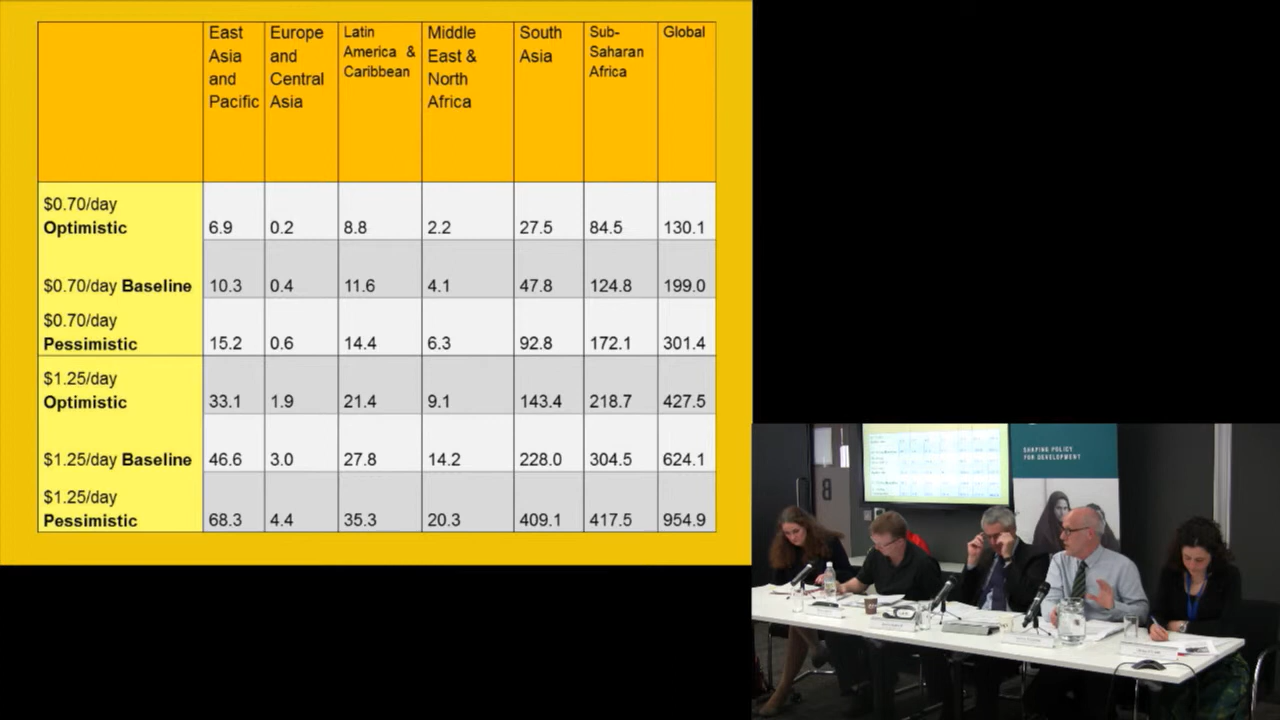 East Asia and Pacific
Europe and Central Asia
Latin America & Caribbean
Middle East & North Africa
South Asia
Sub-Saharan Africa
Global
$0.70/day Optimistic 6.9 0.2 8.8 2.2 27.5 84.5 130.1
$0.70/day Baseline 10.3 0.4 11.6 4.1 47.8 124.8 199.0
$0.70/day Pessimistic 15.2 0.6 14.4 6.3 92.8 172.1 301.4
$1.25/day Optimistic 33.1 1.9 21.4 9.1 143.4 218.7 427.5
$1.25/day Baseline 46.6 3.0 27.8 14.2 228.0 304.5 624.1
$1.25/day Pessimistic 68.3 4.4 35.3 20.3 409.1 417.5 954.9
SHAPING POLICY
FOR DEVELOPMENT
8